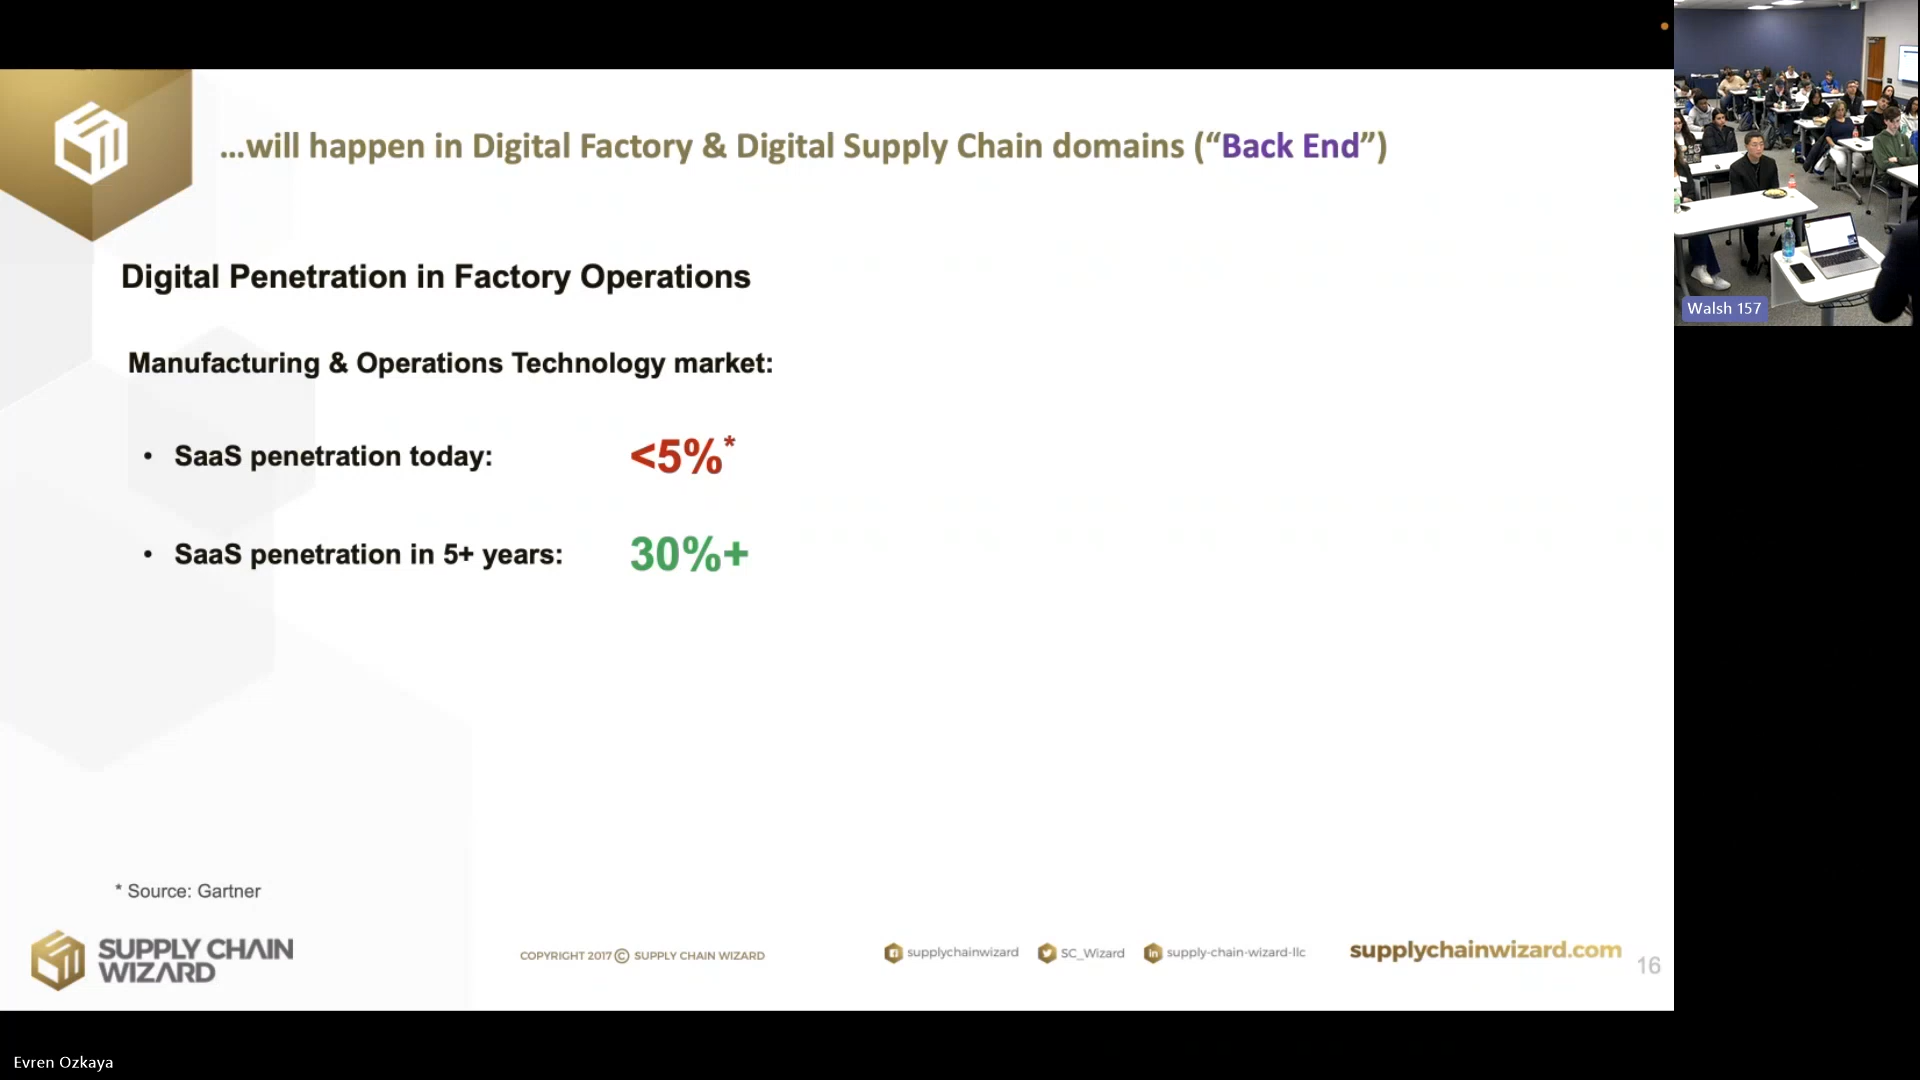 ...will happen in Digital Factory & Digital Supply Chain domains (“Back End”)
Digital Penetration in Factory Operations
Manufacturing & Operations Technology market:
• SaaS penetration today: <5%*
• SaaS penetration in 5+ years: 30%+
* Source: Gartner
SUPPLY CHAIN
WIZARD
COPYRIGHT 2017 © SUPPLY CHAIN WIZARD
supplychainwizard
SC_Wizard
supply-chain-wizard-llc
supplychainwizard.com
16
Walsh 157
Evren Ozkaya